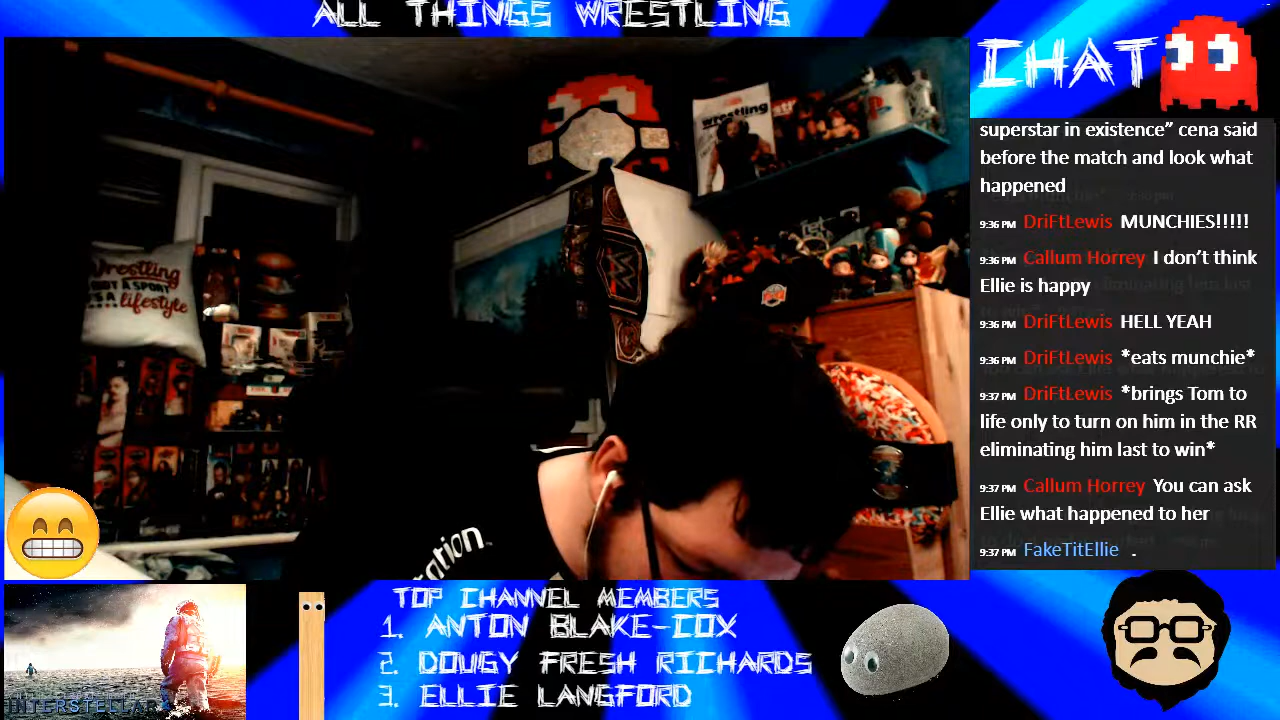 ALL THINGS WRESTLING
CHAT
superstar in existence” cena said
before the match and look what
happened
9:36 PM DriFtLewis MUNCHIES!!!!!
9:36 PM Callum Horrey I don’t think
Ellie is happy
9:36 PM DriFtLewis HELL YEAH
9:36 PM DriFtLewis *eats munchie*
9:37 PM DriFtLewis *brings Tom to
life only to turn on him in the RR
eliminating him last to win*
9:37 PM Callum Horrey You can ask
Ellie what happened to her
9:37 PM FakeTitEllie .
wrestling
Wrestling
NOT A SPORT
IT'S A lifestyle
W
ation
TOP CHANNEL MEMBERS
1. ANTON BLAKE-COX
2. DOUGY FRESH RICHARDS
3. ELLIE LANGFORD
INTERSTELLAR